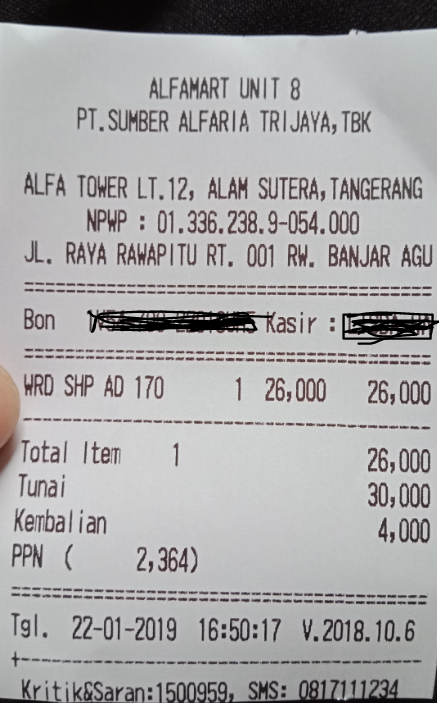 ALFAMART UNIT 8
PT.SUMBER ALFARIA TRIJAYA,TBK
ALFA TOWER LT.12, ALAM SUTERA,TANGERANG
NPWP : 01.336.238.9-054.000
JL. RAYA RAWAPITU RT. 001 RW. BANJAR AGU
Bon Kasir :
WRD SHP AD 170 1 26,000 26,000
Total Item 1 26,000
Tunai 30,000
Kembalian 4,000
PPN ( 2,364)
Tgl. 22-01-2019 16:50:17 V.2018.10.6
Kritik&Saran:1500959, SMS: 0817111234